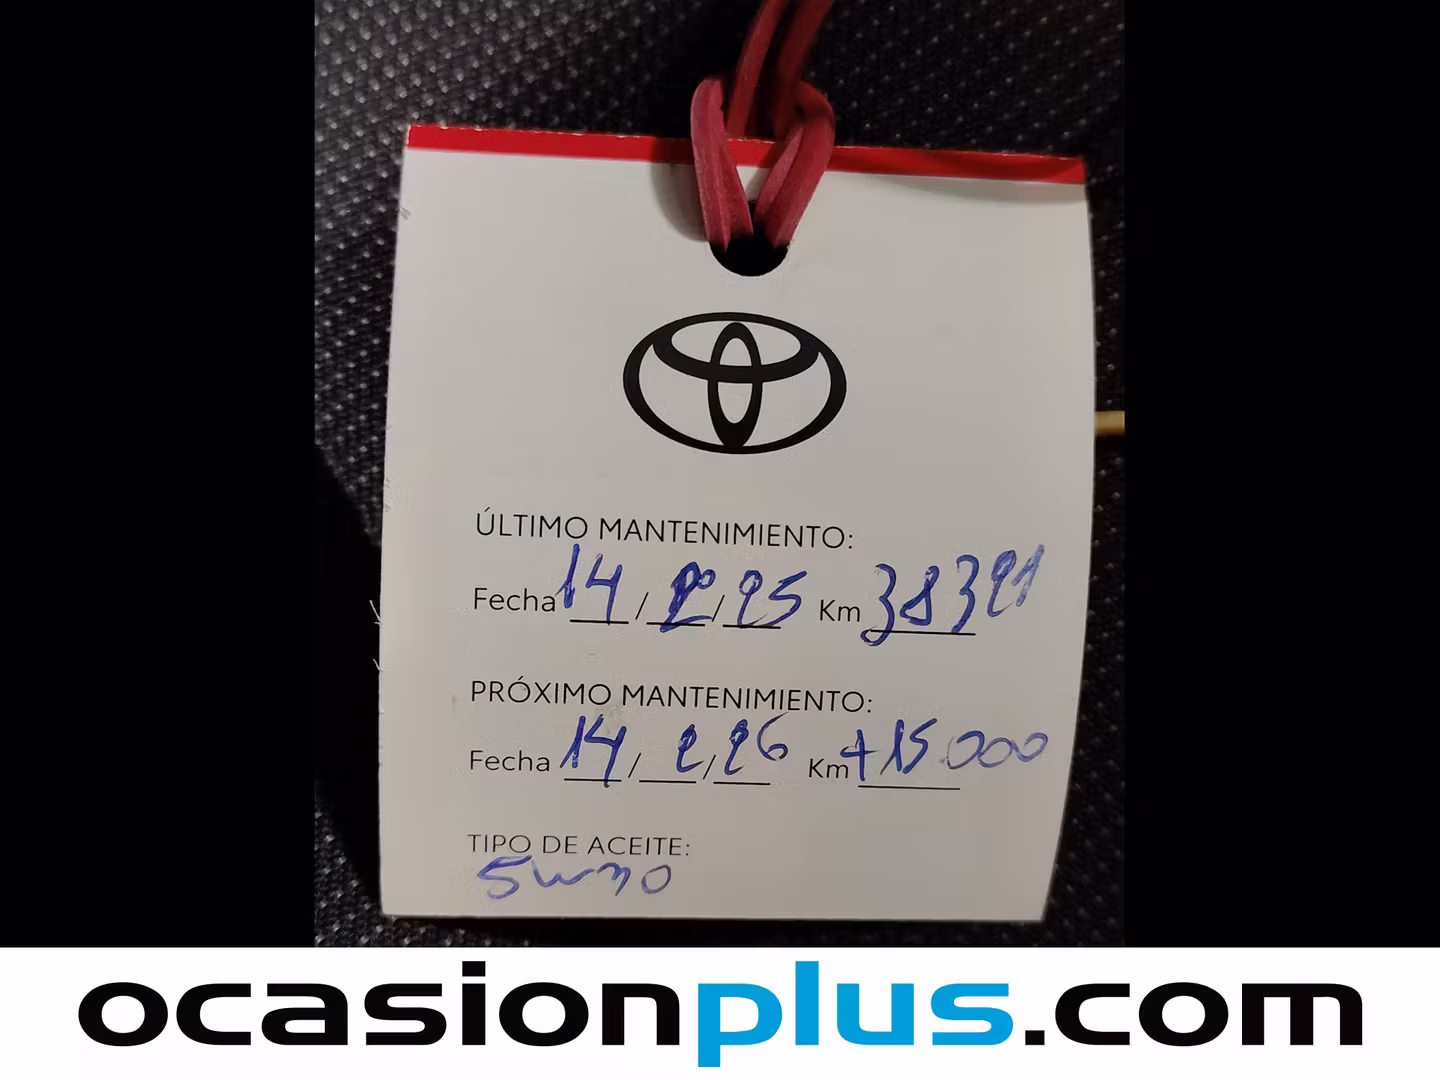 ÚLTIMO MANTENIMIENTO:
Fecha 14/2/25 Km 38321
PRÓXIMO MANTENIMIENTO:
Fecha 14/2/26 Km +15.000
TIPO DE ACEITE:
5w30
ocasionplus.com